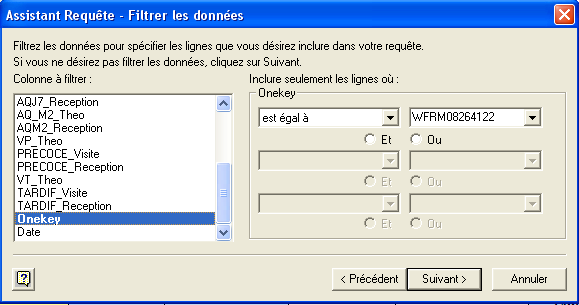 Assistant Requête - Filtrer les données
Filtrez les données pour spécifier les lignes que vous désirez inclure dans votre requête.
Si vous ne désirez pas filtrer les données, cliquez sur Suivant.
Colonne à filtrer :
Inclure seulement les lignes où :
AQJ7_Reception
AQ_M2_Theo
AQM2_Reception
VP_Theo
PRECOCE_Visite
PRECOCE_Reception
VT_Theo
TARDIF_Visite
TARDIF_Reception
Onekey
Date
Onekey
est égal à
WFRM08264122
Et
Ou
Et
Ou
Et
Ou
?
< Précédent
Suivant >
Annuler